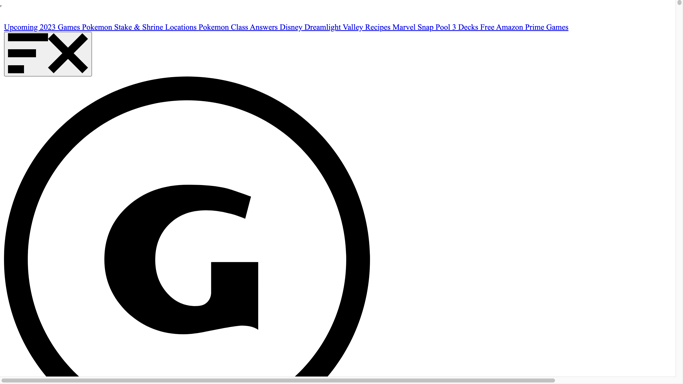 Upcoming 2023 Games Pokemon Stake & Shrine Locations Pokemon Class Answers Disney Dreamlight Valley Recipes Marvel Snap Pool 3 Decks Free Amazon Prime Games
G